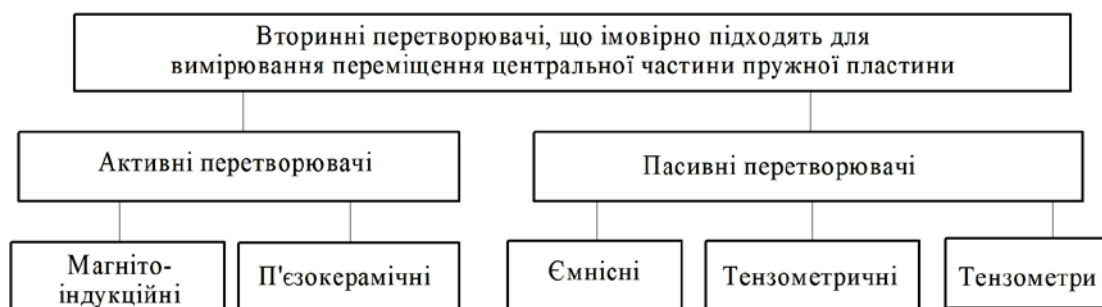 Вторинні перетворювачі, що імовірно підходять для
вимірювання переміщення центральної частини пружної пластини
Активні перетворювачі
Пасивні перетворювачі
Магніто-
індукційні
П'єзокерамічні
Ємнісні
Тензометричні
Тензометри